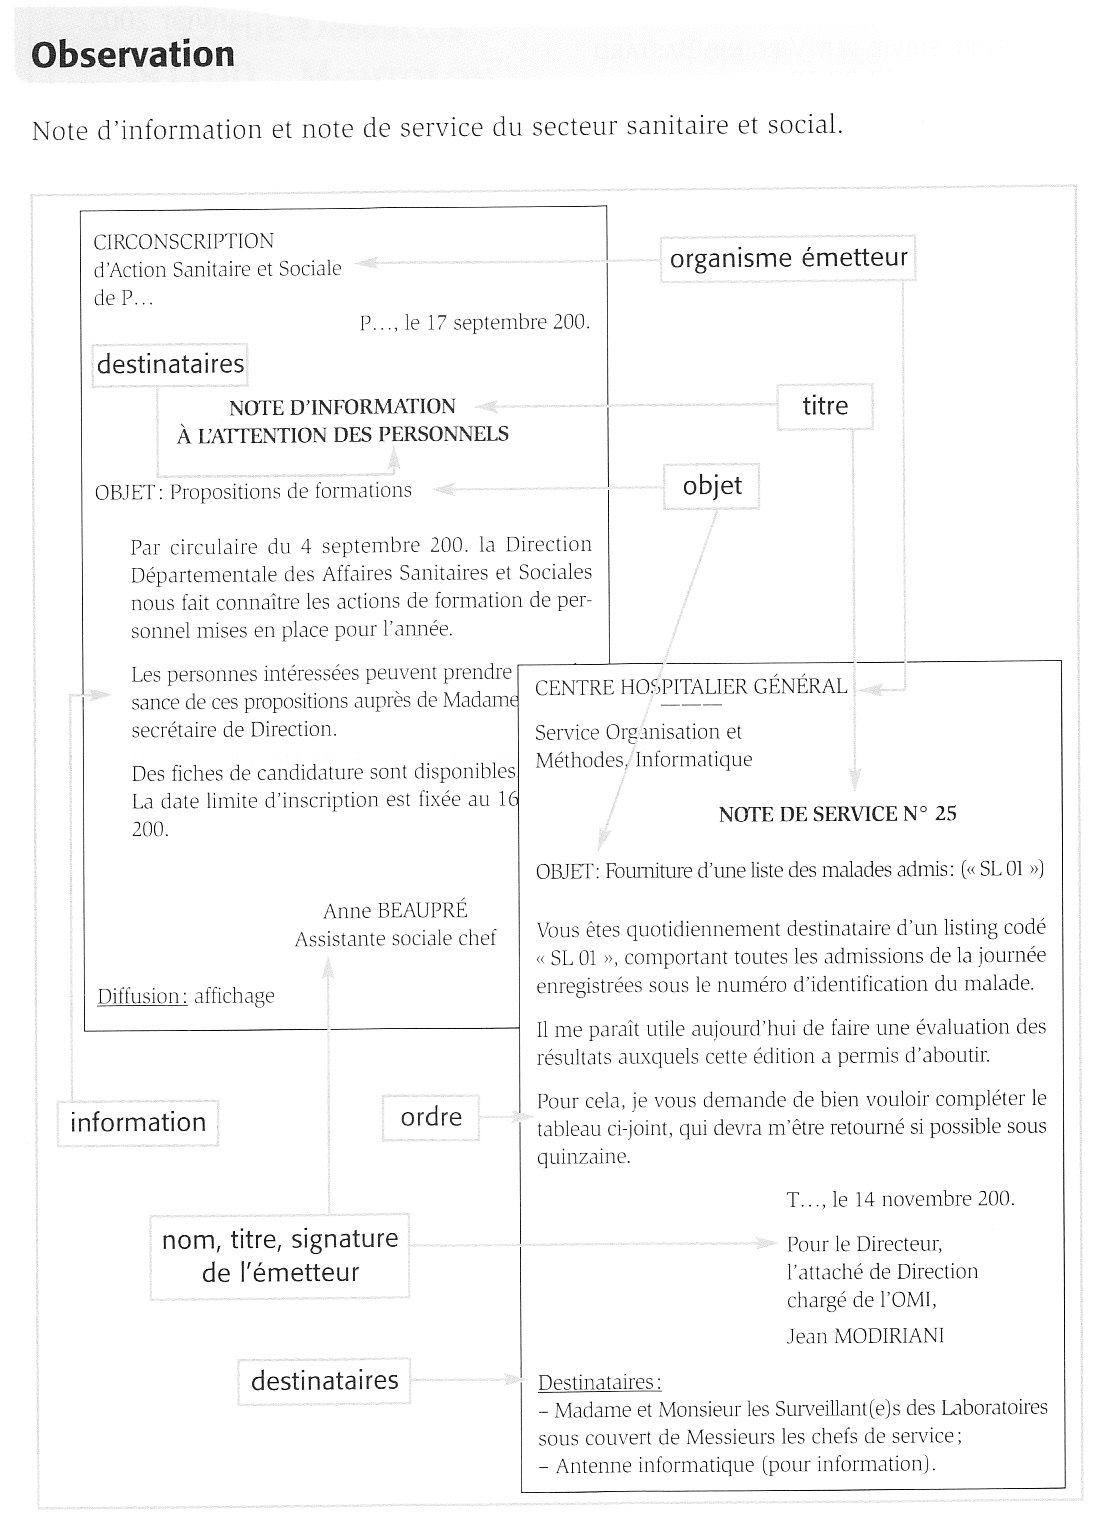 Observation
Note d'information et note de service du secteur sanitaire et social.
CIRCONSCRIPTION
d'Action Sanitaire et Sociale
de P...
organisme émetteur
P..., le 17 septembre 200.
destinataires
NOTE D'INFORMATION
À L'ATTENTION DES PERSONNELS
titre
OBJET : Propositions de formations
objet
Par circulaire du 4 septembre 200. la Direction
Départementale des Affaires Sanitaires et Sociales
nous fait connaître les actions de formation de per-
sonnel mises en place pour l'année.
Les personnes intéressées peuvent prendre
sance de ces propositions auprès de Madame
secrétaire de Direction.
Des fiches de candidature sont disponibles
La date limite d'inscription est fixée au 16
200.
Anne BEAUPRÉ
Assistante sociale chef
Diffusion : affichage
information
ordre
nom, titre, signature
de l'émetteur
destinataires
CENTRE HOSPITALIER GÉNÉRAL
Service Organisation et
Méthodes, Informatique
NOTE DE SERVICE N° 25
OBJET : Fourniture d'une liste des malades admis : (« SL 01 »)
Vous êtes quotidiennement destinataire d'un listing codé
« SL 01 », comportant toutes les admissions de la journée
enregistrées sous le numéro d'identification du malade.
Il me paraît utile aujourd'hui de faire une évaluation des
résultats auxquels cette édition a permis d'aboutir.
Pour cela, je vous demande de bien vouloir compléter le
tableau ci-joint, qui devra m'être retourné si possible sous
quinzaine.
T..., le 14 novembre 200.
Pour le Directeur,
l'attaché de Direction
chargé de l'OMI,
Jean MODIRIANI
Destinataires :
– Madame et Monsieur les Surveillant(e)s des Laboratoires
sous couvert de Messieurs les chefs de service ;
– Antenne informatique (pour information).